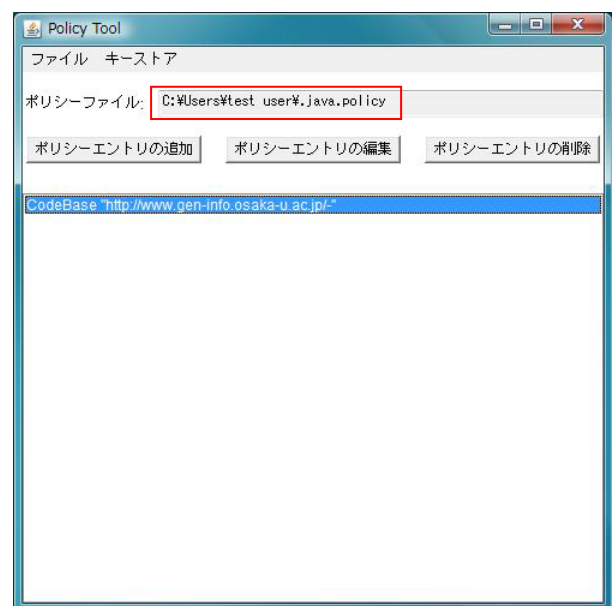 Policy Tool
ファイル キーストア
ポリシーファイル: C:¥Users¥test user¥.java.policy
ポリシーエントリの追加 ポリシーエントリの編集 ポリシーエントリの削除
CodeBase "http://www.gen-info.osaka-u.ac.jp/-"